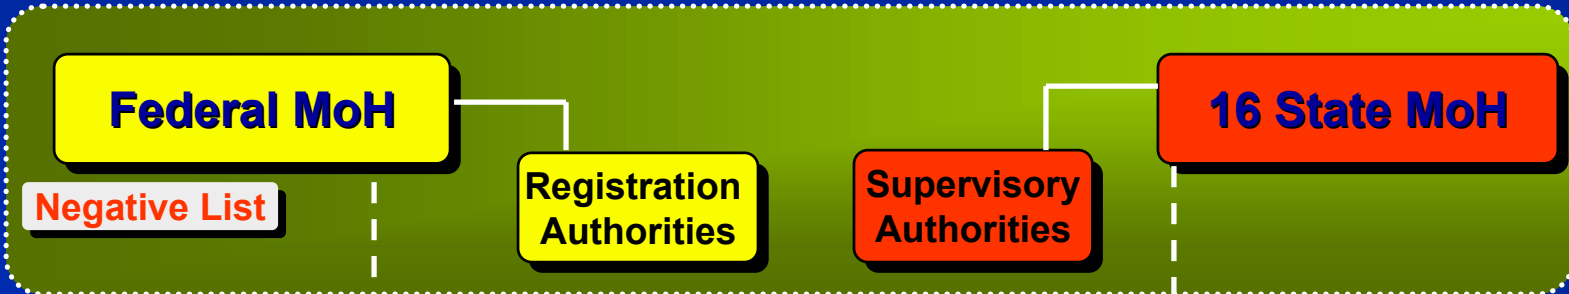 Federal MoH
16 State MoH
Negative List
Registration
Authorities
Supervisory
Authorities